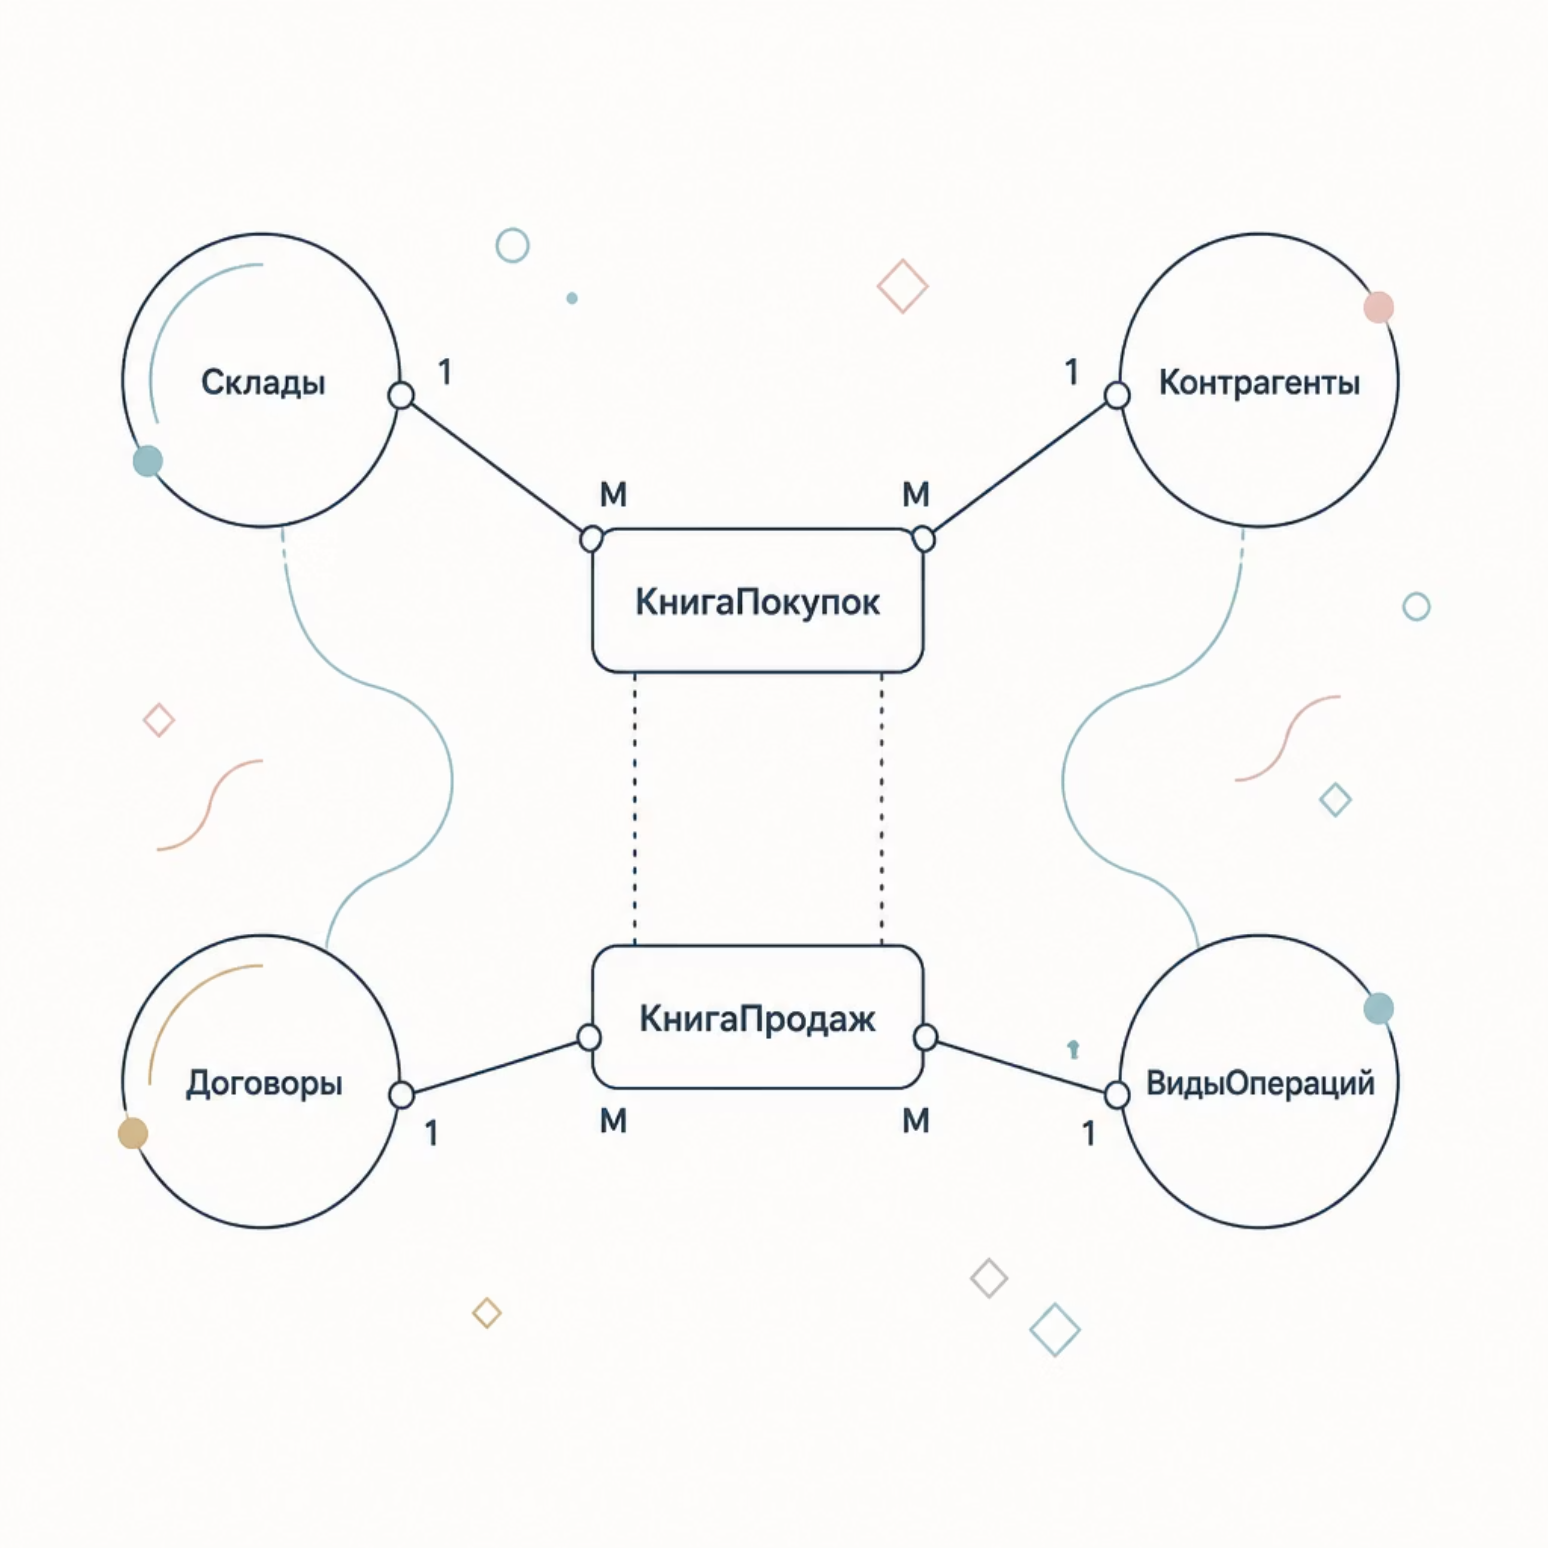 Склады
1
1
Контрагенты
М
М
КнигаПокупок
КнигаПродаж
Договоры
ВидыОпераций
1
М
М
1